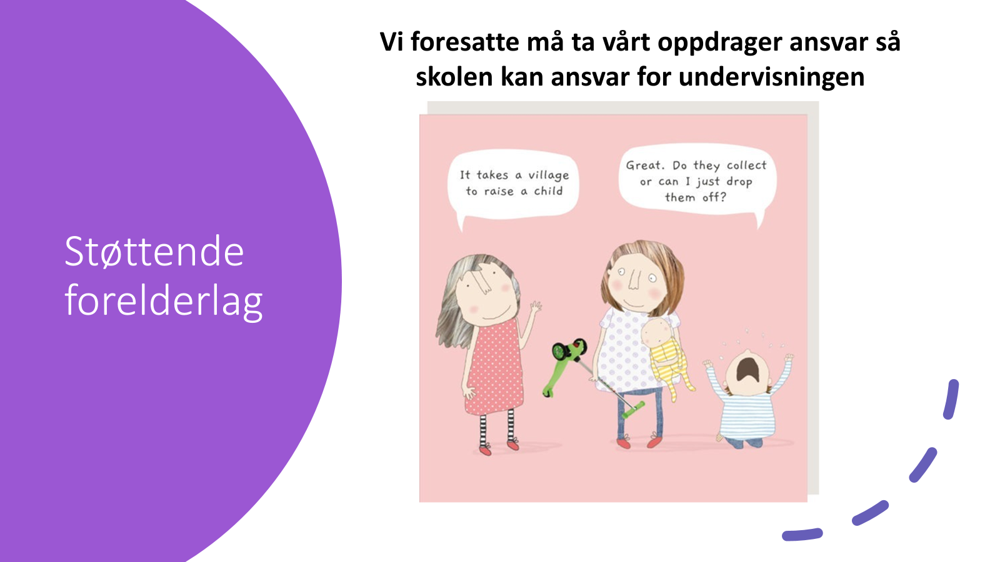 Vi foresatte må ta vårt oppdrager ansvar så
skolen kan ansvar for undervisningen
It takes a village
to raise a child
Great. Do they collect
or can I just drop
them off?
Støttende
forelderlag